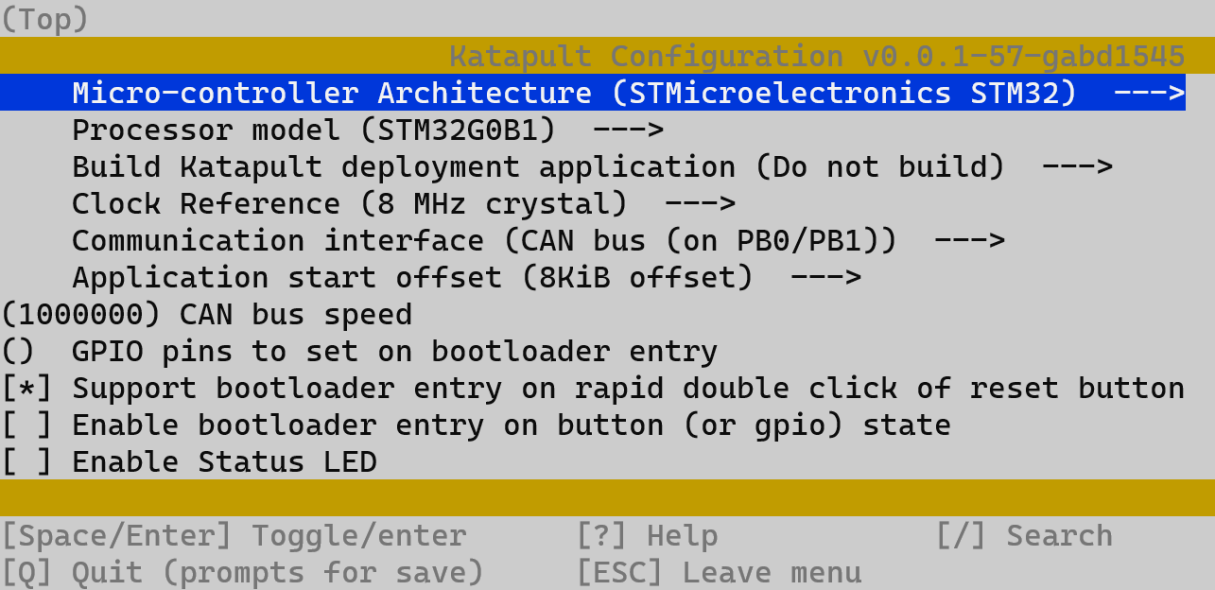 (Top)
Katapult Configuration v0.0.1-57-gabd1545
Micro-controller Architecture (STMicroelectronics STM32)  --->
Processor model (STM32G0B1)  --->
Build Katapult deployment application (Do not build)  --->
Clock Reference (8 MHz crystal)  --->
Communication interface (CAN bus (on PB0/PB1))  --->
Application start offset (8KiB offset)  --->
(1000000) CAN bus speed
()  GPIO pins to set on bootloader entry
[*] Support bootloader entry on rapid double click of reset button
[ ] Enable bootloader entry on button (or gpio) state
[ ] Enable Status LED
[Space/Enter] Toggle/enter      [?] Help            [/] Search
[Q] Quit (prompts for save)     [ESC] Leave menu